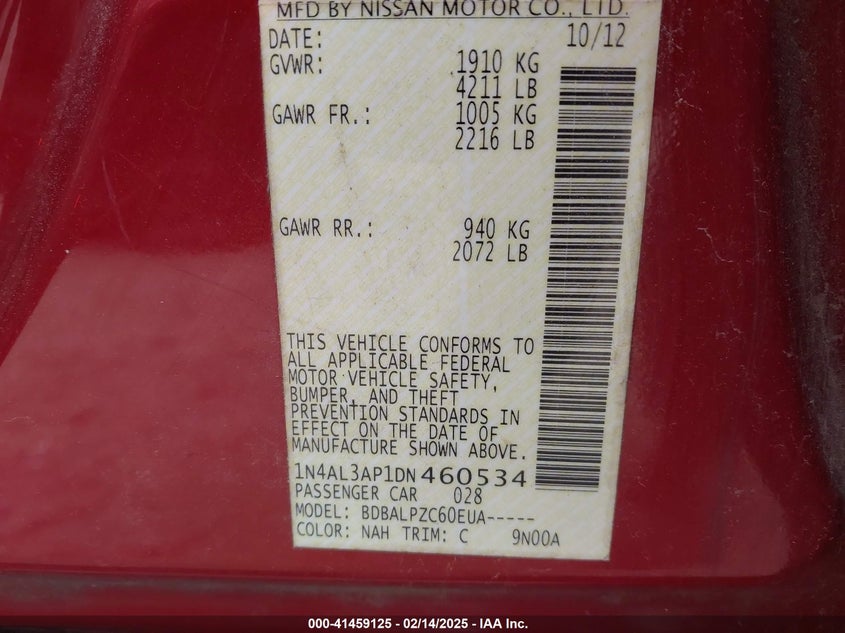 MFD BY NISSAN MOTOR CO., LTD.
DATE: 10/12
GVWR: 1910 KG
4211 LB
GAWR FR.: 1005 KG
2216 LB
GAWR RR.: 940 KG
2072 LB
THIS VEHICLE CONFORMS TO
ALL APPLICABLE FEDERAL
MOTOR VEHICLE SAFETY,
BUMPER, AND THEFT
PREVENTION STANDARDS IN
EFFECT ON THE DATE OF
MANUFACTURE SHOWN ABOVE.
1N4AL3AP1DN460534
PASSENGER CAR 028
MODEL: BDBALPZC60EUA-----
COLOR: NAH TRIM: C 9N00A
000-41459125 - 02/14/2025 - IAA Inc.